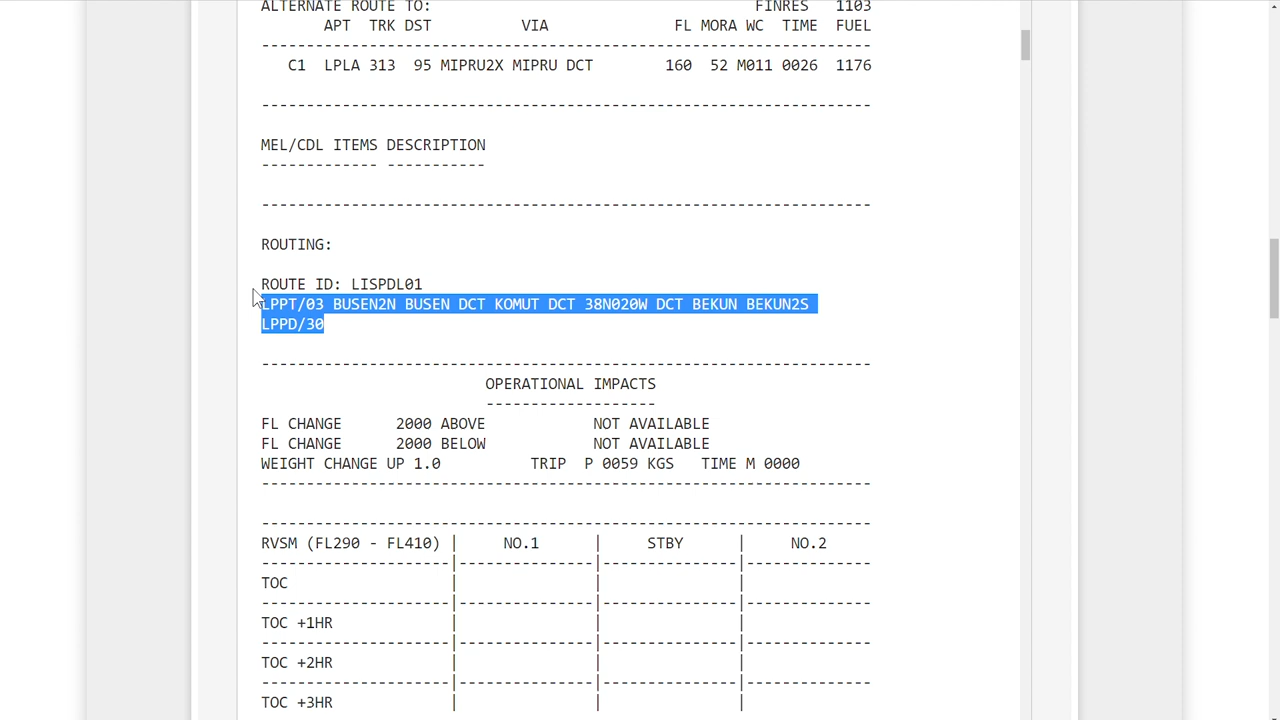 ALTERNATE ROUTE TO: FINRES 1103
APT TRK DST VIA FL MORA WC TIME FUEL
--------------------------------------------------------------------
C1 LPLA 313 95 MIPRU2X MIPRU DCT 160 52 M011 0026 1176
--------------------------------------------------------------------
MEL/CDL ITEMS DESCRIPTION
------------- -----------
--------------------------------------------------------------------
ROUTING:
ROUTE ID: LISPDL01
LPPT/03 BUSEN2N BUSEN DCT KOMUT DCT 38N020W DCT BEKUN BEKUN2S
LPPD/30
--------------------------------------------------------------------
OPERATIONAL IMPACTS
-------------------
FL CHANGE 2000 ABOVE NOT AVAILABLE
FL CHANGE 2000 BELOW NOT AVAILABLE
WEIGHT CHANGE UP 1.0 TRIP P 0059 KGS TIME M 0000
--------------------------------------------------------------------
--------------------------------------------------------------------
RVSM (FL290 - FL410) | NO.1 | STBY | NO.2
---------------------|---------------|---------------|--------------
TOC | | |
---------------------|---------------|---------------|--------------
TOC +1HR | | |
---------------------|---------------|---------------|--------------
TOC +2HR | | |
---------------------|---------------|---------------|--------------
TOC +3HR | | |